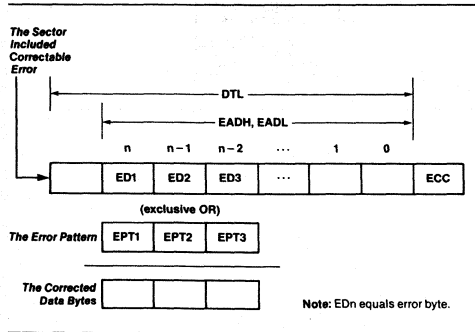 The Sector
Included
Correctable
Error
DTL
EADH, EADL
n n−1 n−2 ... 1 0
ED1 ED2 ED3 ... ECC
(exclusive OR)
The Error Pattern EPT1 EPT2 EPT3
The Corrected
Data Bytes
Note: EDn equals error byte.